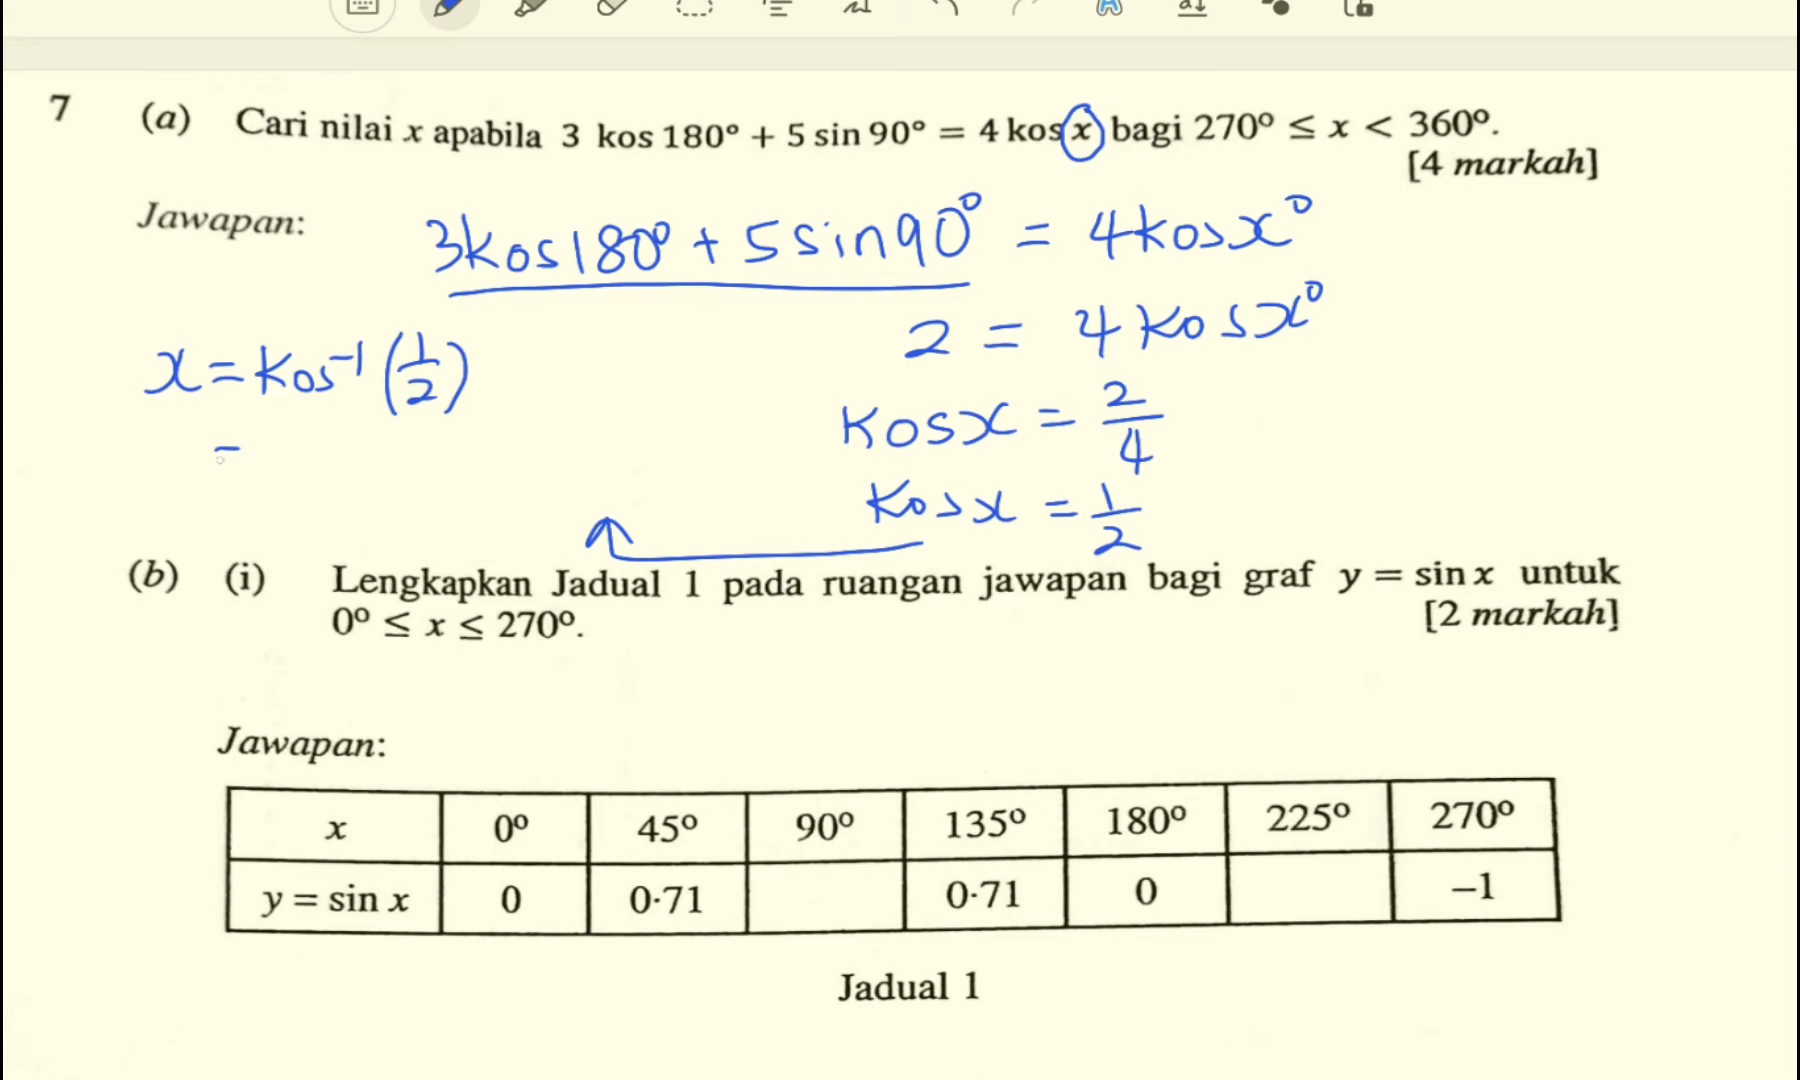 7 (a) Cari nilai x apabila 3 kos 180° + 5 sin 90° = 4 kos x bagi 270° ≤ x < 360°.
[4 markah]
Jawapan:
3kos180° + 5sin90° = 4kosx°
2 = 4kosx°
kosx = 2/4
kosx = 1/2
x = kos⁻¹(1/2)
=
(b) (i) Lengkapkan Jadual 1 pada ruangan jawapan bagi graf y = sin x untuk
0° ≤ x ≤ 270°.
[2 markah]
Jawapan:
x 0° 45° 90° 135° 180° 225° 270°
y = sin x 0 0·71 0·71 0 −1
Jadual 1